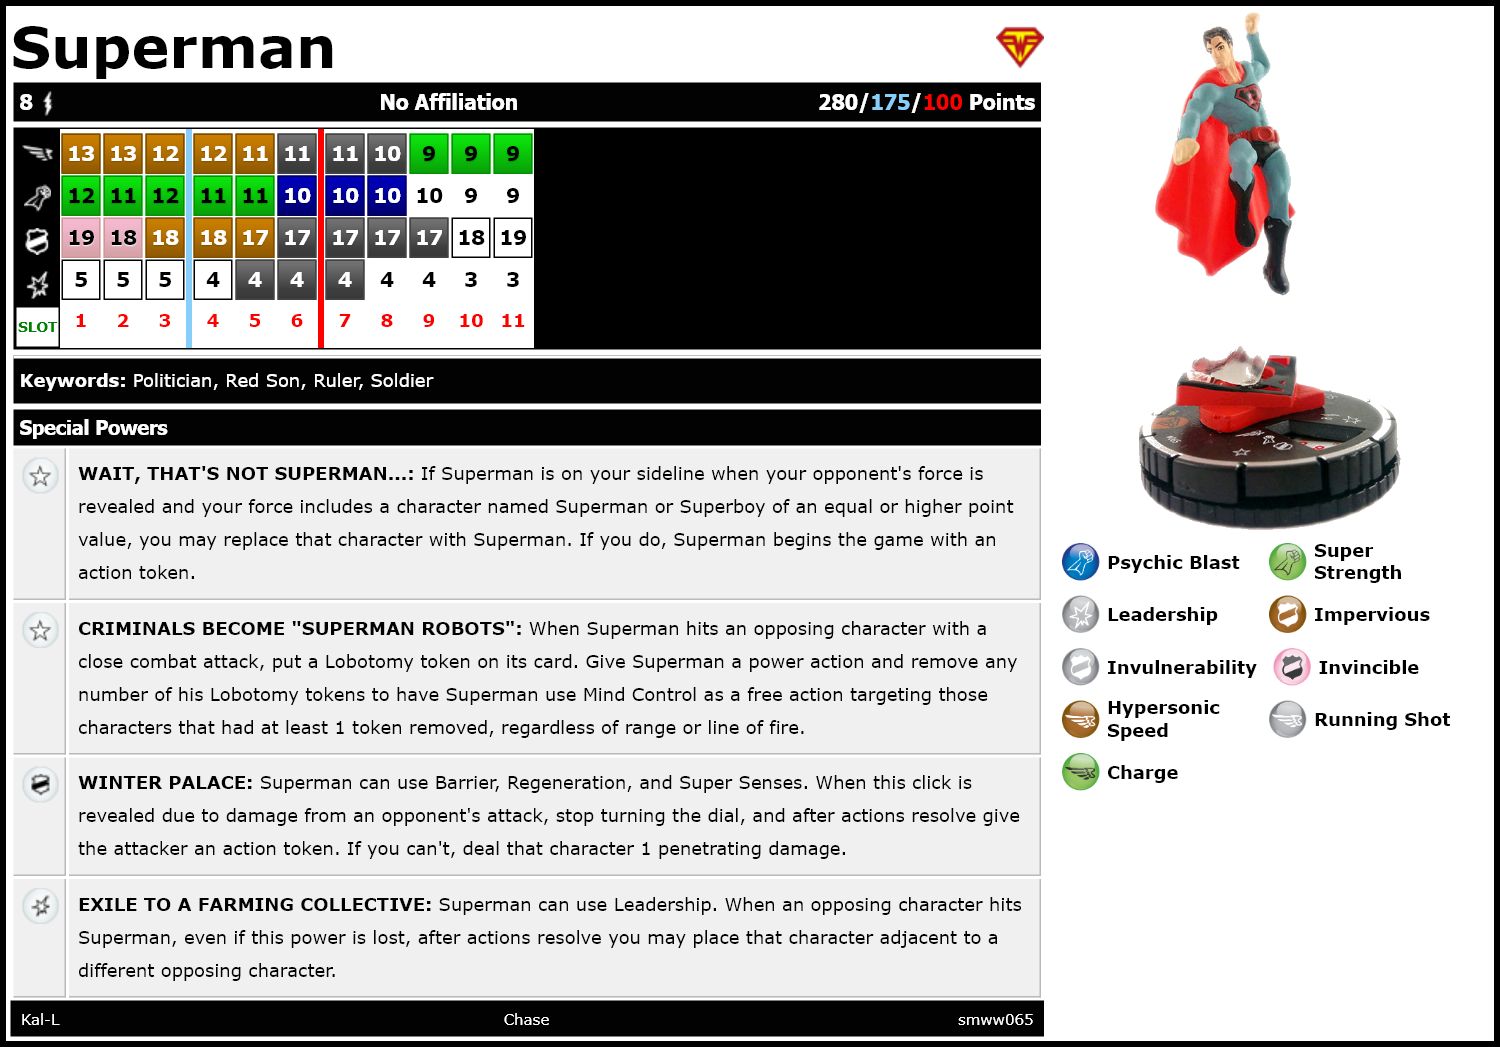 Superman
8 No Affiliation 280/175/100 Points
13 13 12 12 11 11 11 10 9 9 9
12 11 12 11 11 10 10 10 10 9 9
19 18 18 18 17 17 17 17 17 18 19
5 5 5 4 4 4 4 4 4 3 3
SLOT 1 2 3 4 5 6 7 8 9 10 11
Keywords: Politician, Red Son, Ruler, Soldier
Special Powers
WAIT, THAT'S NOT SUPERMAN...: If Superman is on your sideline when your opponent's force is
revealed and your force includes a character named Superman or Superboy of an equal or higher point
value, you may replace that character with Superman. If you do, Superman begins the game with an
action token.
CRIMINALS BECOME "SUPERMAN ROBOTS": When Superman hits an opposing character with a
close combat attack, put a Lobotomy token on its card. Give Superman a power action and remove any
number of his Lobotomy tokens to have Superman use Mind Control as a free action targeting those
characters that had at least 1 token removed, regardless of range or line of fire.
WINTER PALACE: Superman can use Barrier, Regeneration, and Super Senses. When this click is
revealed due to damage from an opponent's attack, stop turning the dial, and after actions resolve give
the attacker an action token. If you can't, deal that character 1 penetrating damage.
EXILE TO A FARMING COLLECTIVE: Superman can use Leadership. When an opposing character hits
Superman, even if this power is lost, after actions resolve you may place that character adjacent to a
different opposing character.
Kal-L Chase smww065
Psychic Blast
Super
Strength
Leadership
Impervious
Invulnerability
Invincible
Hypersonic
Speed
Running Shot
Charge